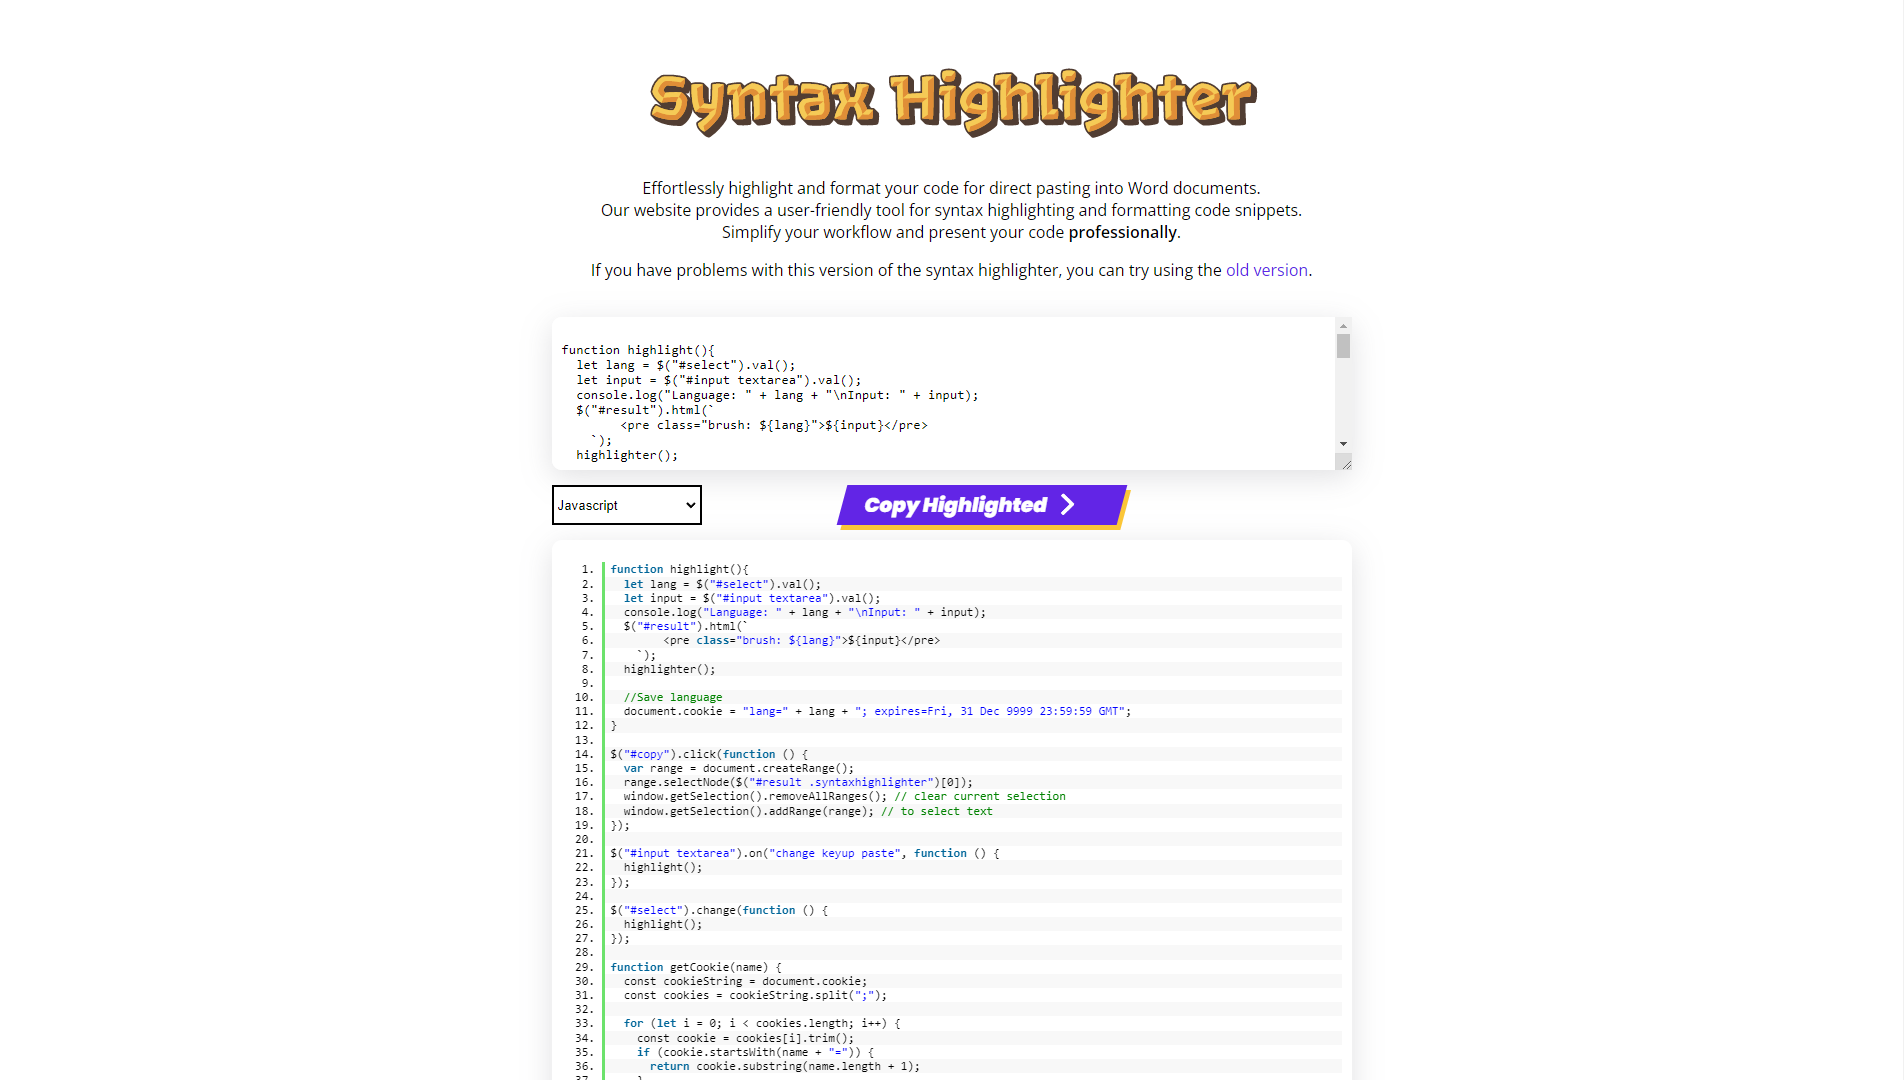 Syntax Highlighter
Effortlessly highlight and format your code for direct pasting into Word documents.
Our website provides a user-friendly tool for syntax highlighting and formatting code snippets.
Simplify your workflow and present your code professionally.
If you have problems with this version of the syntax highlighter, you can try using the old version.
function highlight(){
  let lang = $("#select").val();
  let input = $("#input textarea").val();
  console.log("Language: " + lang + "\nInput: " + input);
  $("#result").html(`
        <pre class="brush: ${lang}">${input}</pre>
    `);
  highlighter();
Javascript
Copy Highlighted
1. function highlight(){
2.   let lang = $("#select").val();
3.   let input = $("#input textarea").val();
4.   console.log("Language: " + lang + "\nInput: " + input);
5.   $("#result").html(`
6.         <pre class="brush: ${lang}">${input}</pre>
7.     `);
8.   highlighter();
9.
10.   //Save language
11.   document.cookie = "lang=" + lang + "; expires=Fri, 31 Dec 9999 23:59:59 GMT";
12. }
13.
14. $("#copy").click(function () {
15.   var range = document.createRange();
16.   range.selectNode($("#result .syntaxhighlighter")[0]);
17.   window.getSelection().removeAllRanges(); // clear current selection
18.   window.getSelection().addRange(range); // to select text
19. });
20.
21. $("#input textarea").on("change keyup paste", function () {
22.   highlight();
23. });
24.
25. $("#select").change(function () {
26.   highlight();
27. });
28.
29. function getCookie(name) {
30.   const cookieString = document.cookie;
31.   const cookies = cookieString.split(";");
32.
33.   for (let i = 0; i < cookies.length; i++) {
34.     const cookie = cookies[i].trim();
35.     if (cookie.startsWith(name + "=")) {
36.       return cookie.substring(name.length + 1);
37.     }